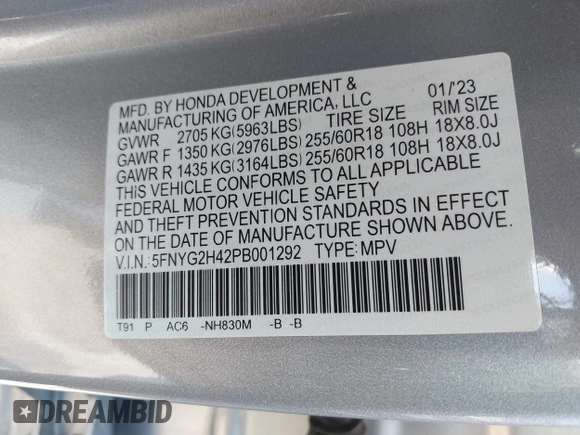 MFD. BY HONDA DEVELOPMENT & 01/'23
MANUFACTURING OF AMERICA, LLC
GVWR 2705 KG(5963LBS) TIRE SIZE RIM SIZE
GAWR F 1350 KG(2976LBS) 255/60R18 108H 18X8.0J
GAWR R 1435 KG(3164LBS) 255/60R18 108H 18X8.0J
THIS VEHICLE CONFORMS TO ALL APPLICABLE
FEDERAL MOTOR VEHICLE SAFETY
AND THEFT PREVENTION STANDARDS IN EFFECT
ON THE DATE OF MANUFACTURE SHOWN ABOVE.
V.I.N.:5FNYG2H42PB001292 TYPE:MPV
T91 P AC6 -NH830M -B -B
DREAMBID